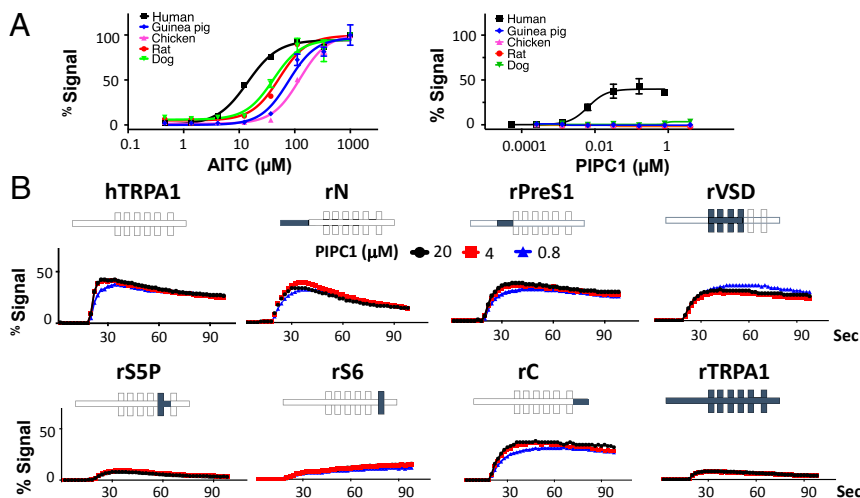 A
Human
Guinea pig
Chicken
Rat
Dog
% Signal
100
50
0
0.1
1
10
100
1000
AITC (µM)
Human
Guinea pig
Chicken
Rat
Dog
% Signal
100
50
0
0.0001
0.01
1
PIPC1 (µM)
B
hTRPA1
rN
rPreS1
rVSD
PIPC1 (µM)
20
4
0.8
% Signal
50
0
30
60
90
30
60
90
30
60
90
30
60
90
Sec
rS5P
rS6
rC
rTRPA1
% Signal
50
0
30
60
90
30
60
90
30
60
90
30
60
90
Sec